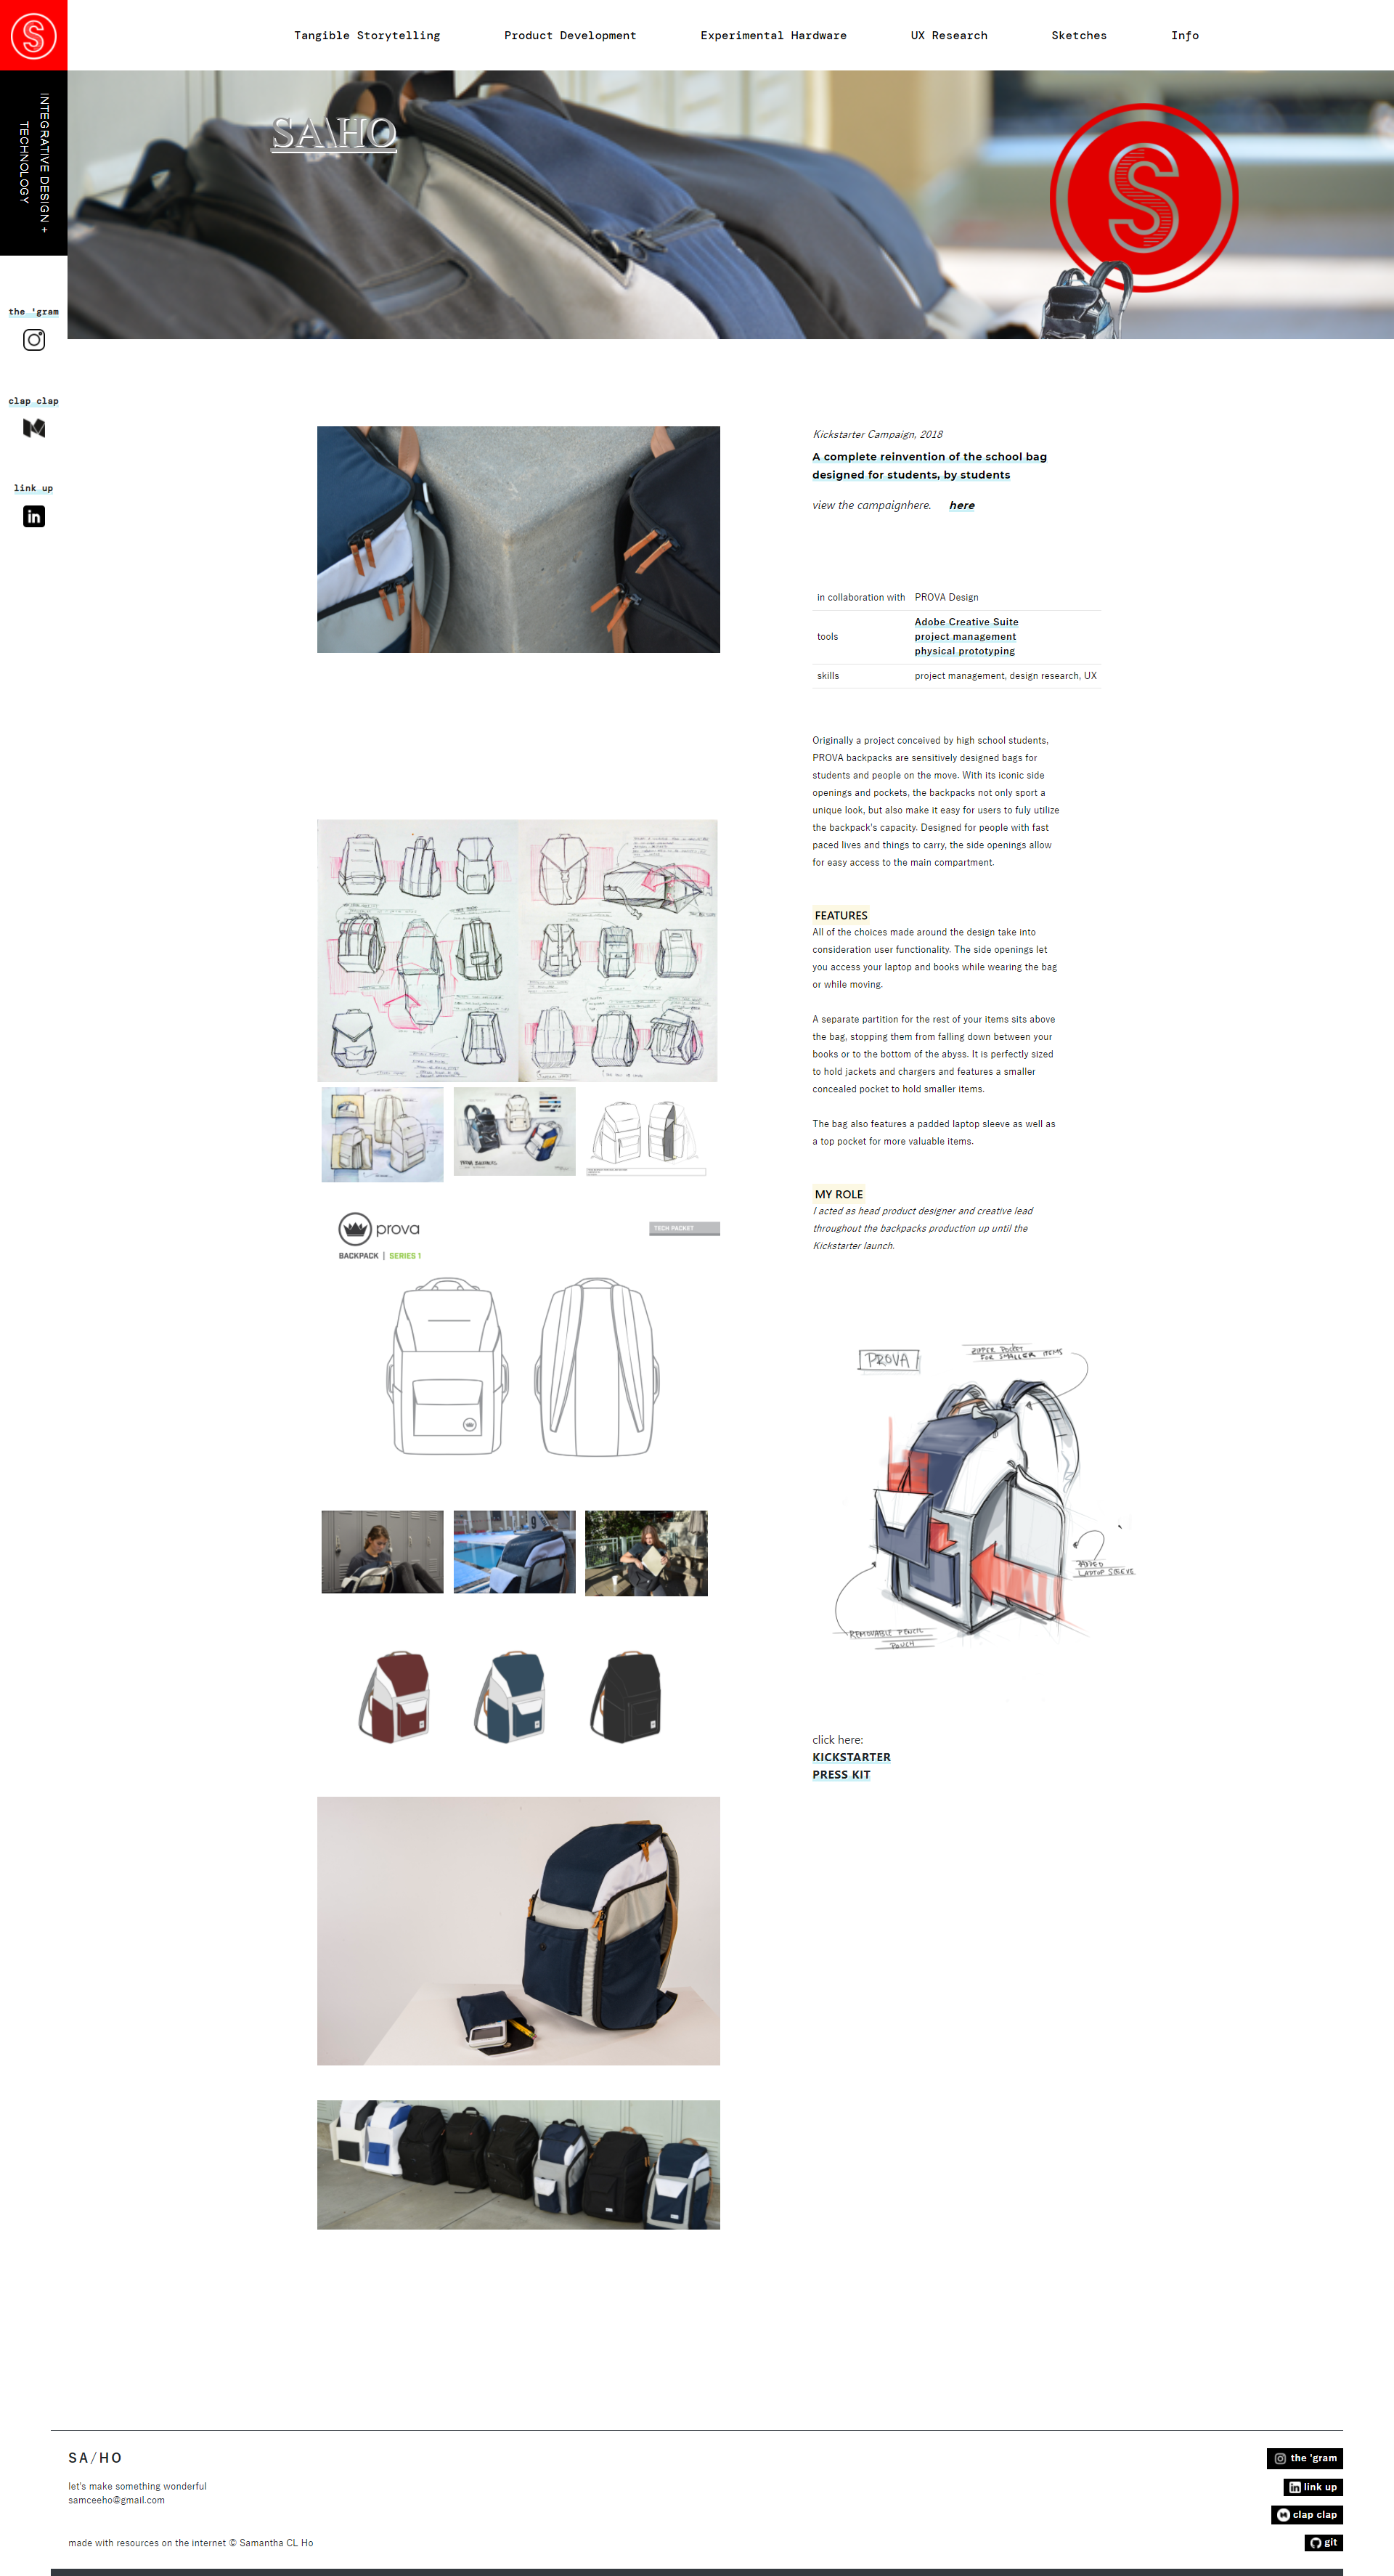 Tangible Storytelling
Product Development
Experimental Hardware
UX Research
Sketches
Info
S
INTEGRATIVE DESIGN +
TECHNOLOGY
SA\HO
S
the 'gram
clap clap
link up
in
Kickstarter Campaign, 2018
A complete reinvention of the school bag
designed for students, by students
view the campaignhere. here
in collaboration with PROVA Design
tools
Adobe Creative Suite
project management
physical prototyping
skills project management, design research, UX
Originally a project conceived by high school students,
PROVA backpacks are sensitively designed bags for
students and people on the move. With its iconic side
openings and pockets, the backpacks not only sport a
unique look, but also make it easy for users to fuly utilize
the backpack's capacity. Designed for people with fast
paced lives and things to carry, the side openings allow
for easy access to the main compartment.
FEATURES
All of the choices made around the design take into
consideration user functionality. The side openings let
you access your laptop and books while wearing the bag
or while moving.
A separate partition for the rest of your items sits above
the bag, stopping them from falling down between your
books or to the bottom of the abyss. It is perfectly sized
to hold jackets and chargers and features a smaller
concealed pocket to hold smaller items.
The bag also features a padded laptop sleeve as well as
a top pocket for more valuable items.
MY ROLE
I acted as head product designer and creative lead
throughout the backpacks production up until the
Kickstarter launch.
prova
BACKPACK | SERIES 1
TECH PACKET
PROVA
ZIPPER POCKET
FOR SMALLER ITEMS
LAPTOP SLEEVE
REMOVABLE PENCIL
POUCH
click here:
KICKSTARTER
PRESS KIT
SA/HO
let's make something wonderful
samceeho@gmail.com
made with resources on the internet © Samantha CL Ho
the 'gram
in link up
clap clap
git